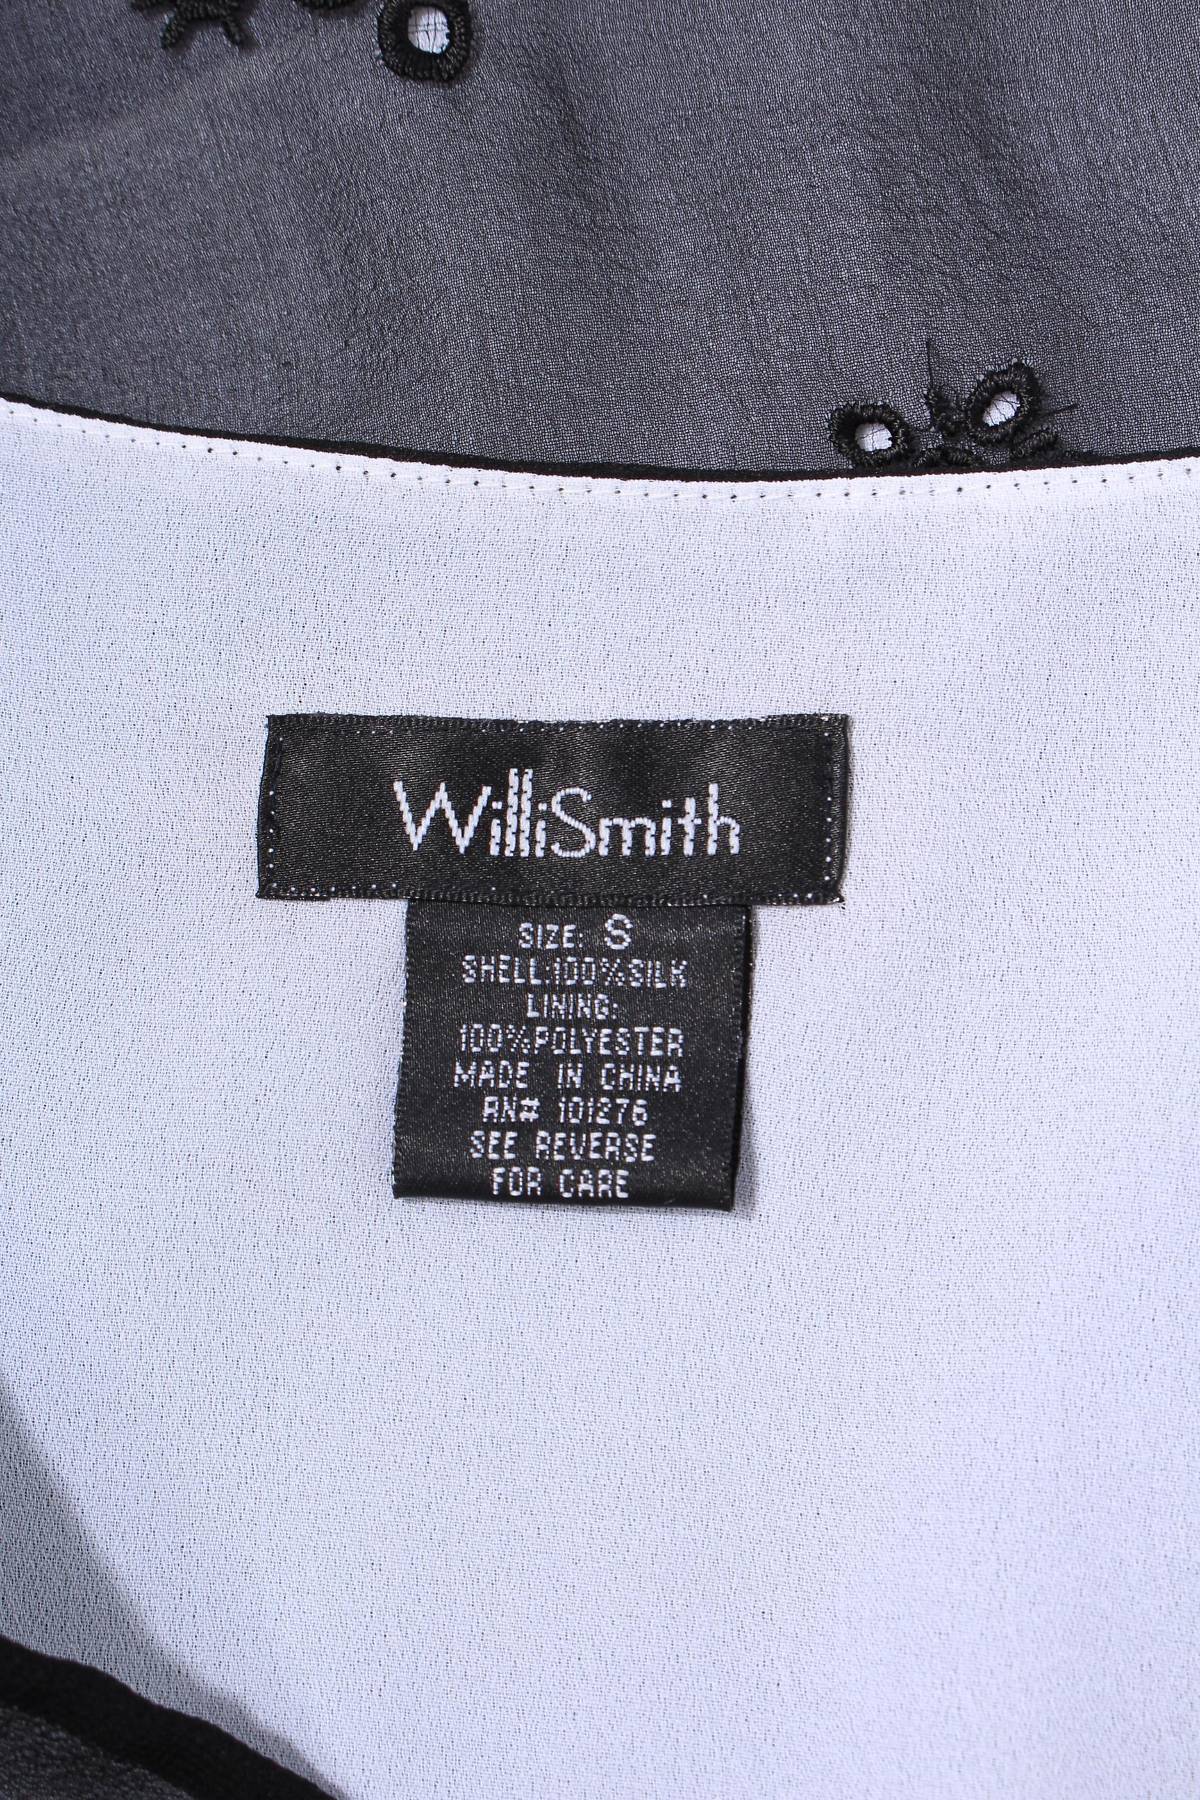 WilliSmith
SIZE: S
SHELL:100%SILK
LINING:
100%POLYESTER
MADE IN CHINA
RN# 101276
SEE REVERSE
FOR CARE